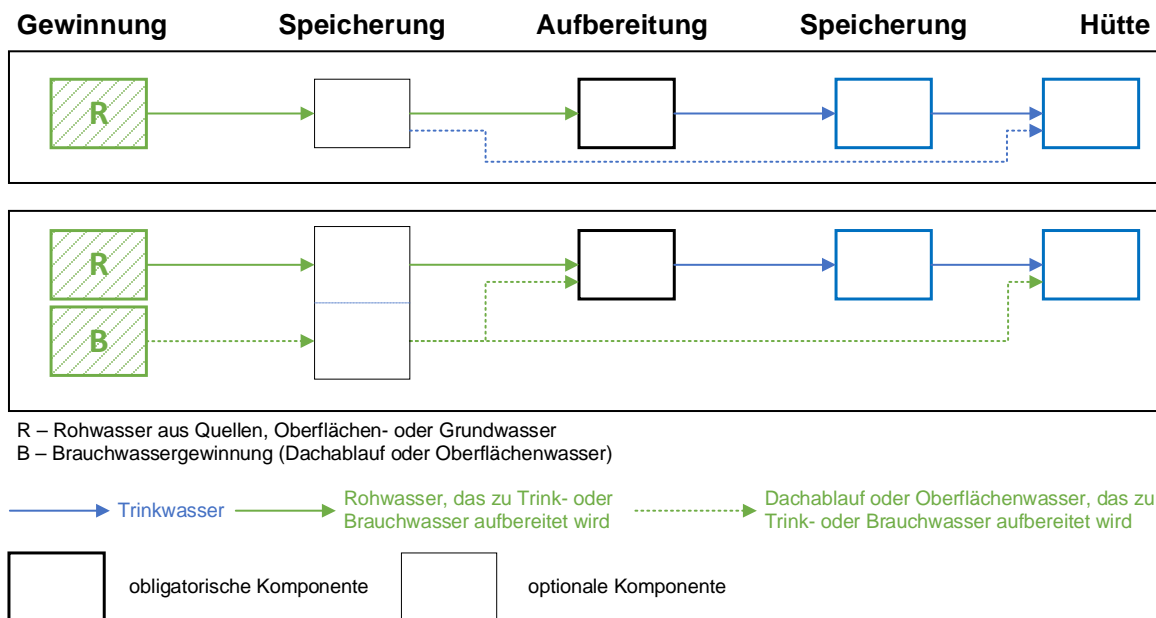 Gewinnung Speicherung Aufbereitung Speicherung Hütte
R
R
B
R – Rohwasser aus Quellen, Oberflächen- oder Grundwasser
B – Brauchwassergewinnung (Dachablauf oder Oberflächenwasser)
Trinkwasser
Rohwasser, das zu Trink- oder
Brauchwasser aufbereitet wird
Dachablauf oder Oberflächenwasser, das zu
Trink- oder Brauchwasser aufbereitet wird
obligatorische Komponente
optionale Komponente